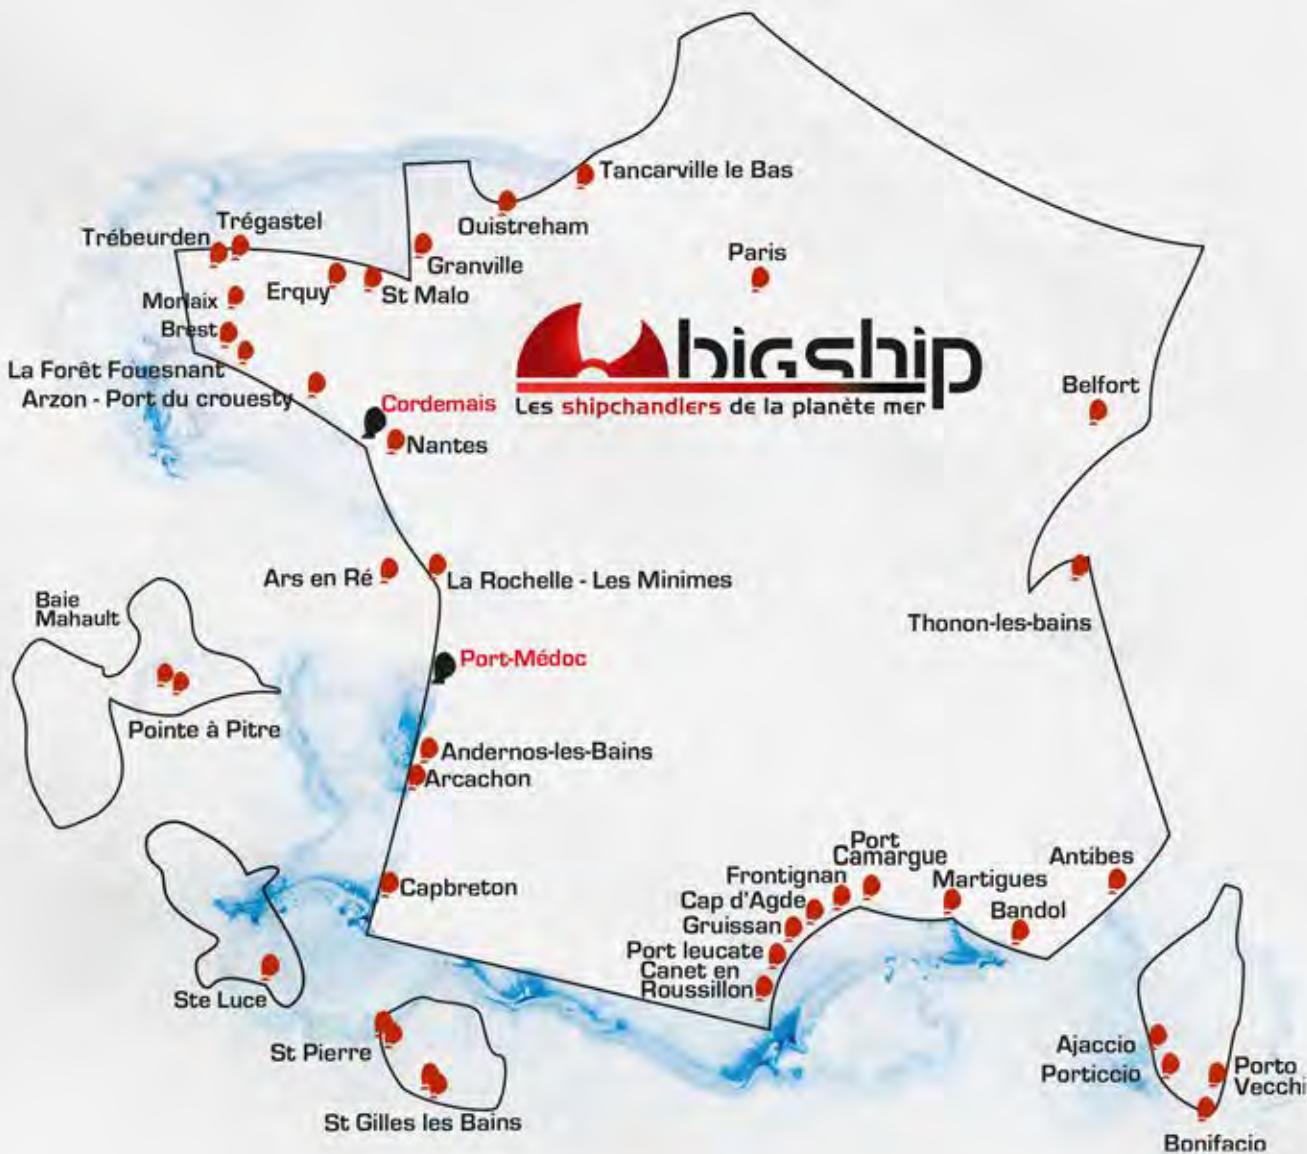 Tancarville le Bas
Ouistreham
Trégastel
Trébeurden
Granville
Paris
Erquy
St Malo
Morlaix
Brest
bigship
Les shipchandlers de la planète mer
La Forêt Fouesnant
Arzon - Port du crouesty
Belfort
Cordemais
Nantes
Ars en Ré
La Rochelle - Les Minimes
Baie
Mahault
Thonon-les-bains
Port-Médoc
Pointe à Pitre
Andernos-les-Bains
Arcachon
Port
Camargue
Antibes
Frontignan
Martigues
Capbreton
Cap d'Agde
Bandol
Gruissan
Port leucate
Canet en
Roussillon
Ste Luce
St Pierre
Ajaccio
Porticcio
Porto
Vecchi
St Gilles les Bains
Bonifacio